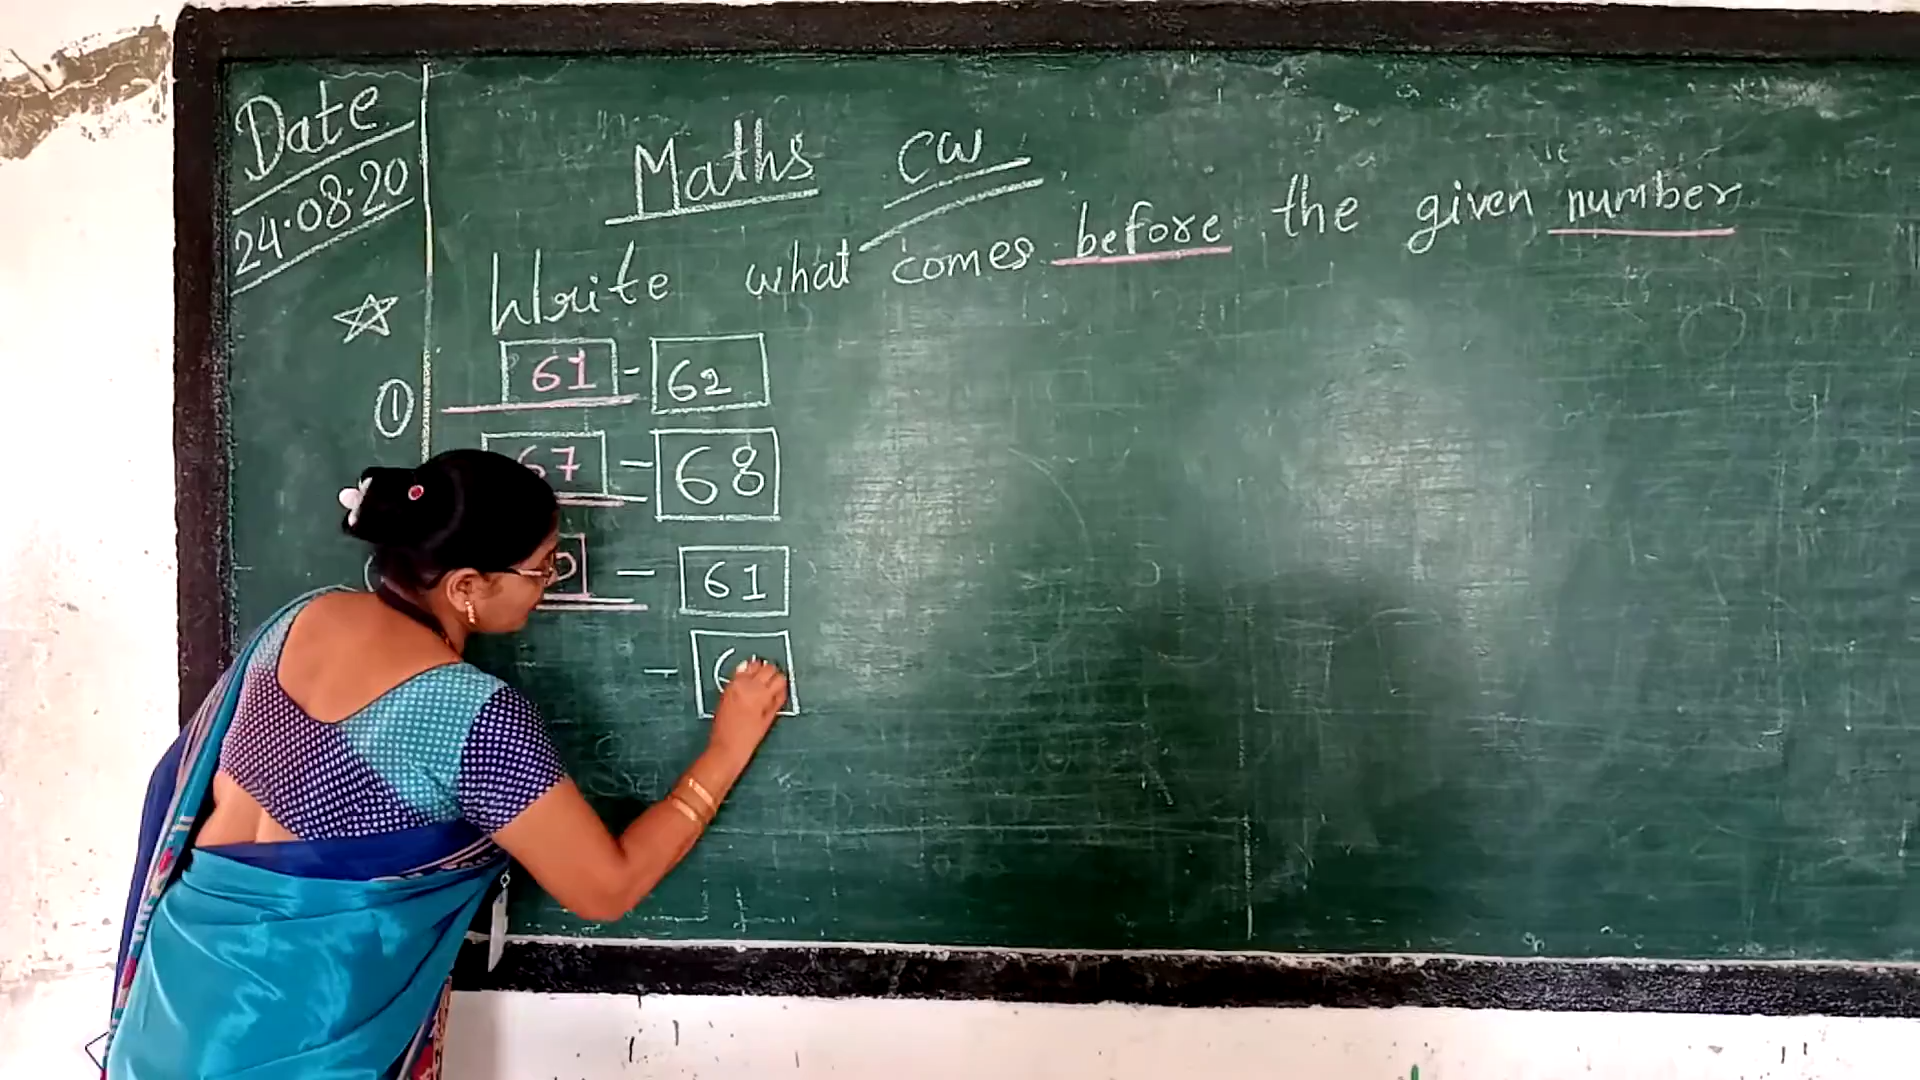 Date
24.08.20
Maths CW
Write what comes before the given number
①
61 - 62
67 - 68
- 61
-